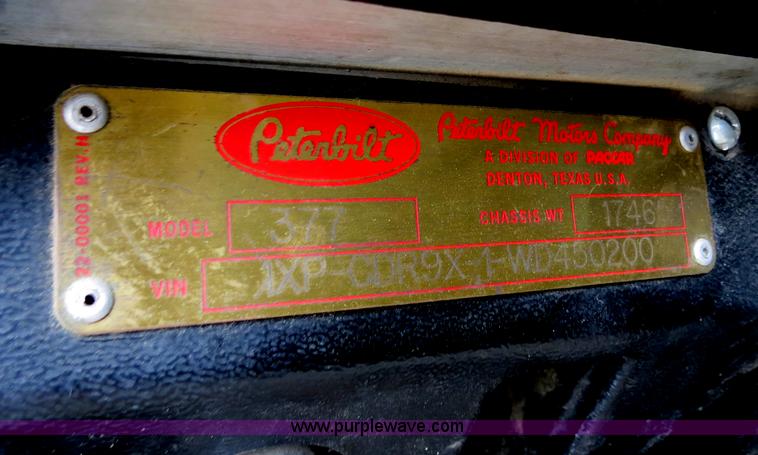 Peterbilt
Peterbilt Motors Company
A DIVISION OF PACCAR
DENTON, TEXAS U.S.A.
MODEL 377 CHASSIS WT 1746
VIN 1XP-CDR9X-1-WD450200
22-00001 REV.H
www.purplewave.com